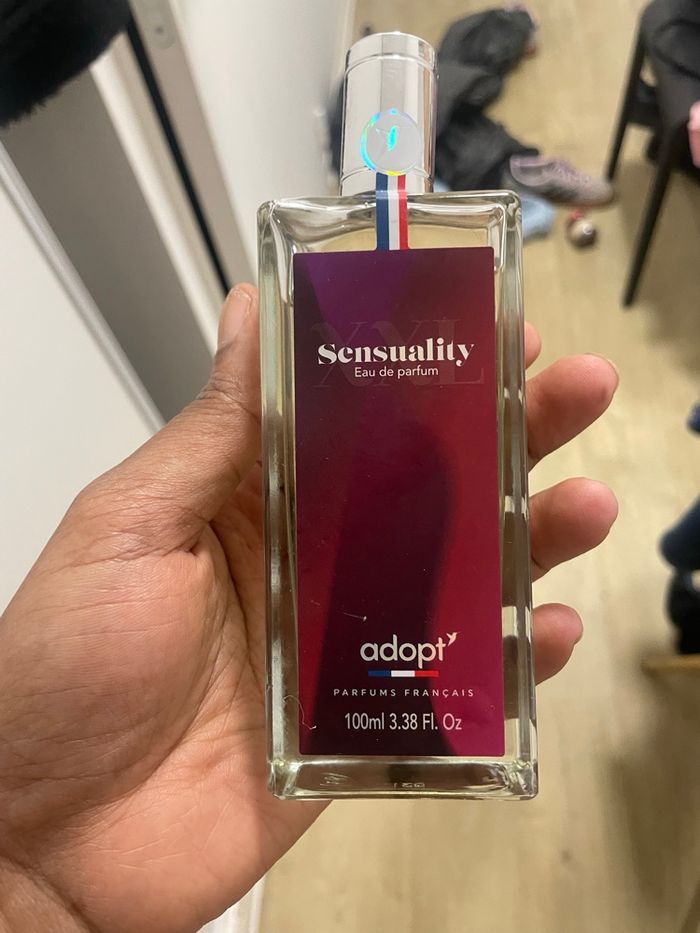 XXL
Sensuality
Eau de parfum
adopt'
PARFUMS FRANÇAIS
100ml 3.38 Fl. Oz